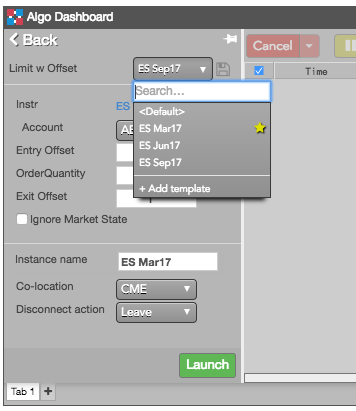 Algo Dashboard
Back
Cancel
Limit w Offset
ES Sep17
Time
Search...
<Default>
Instr
ES
ES Mar17
Account
ES Jun17
Entry Offset
ES Sep17
OrderQuantity
+ Add template
Exit Offset
Ignore Market State
Instance name
ES Mar17
Co-location
CME
Disconnect action
Leave
Launch
Tab 1
+